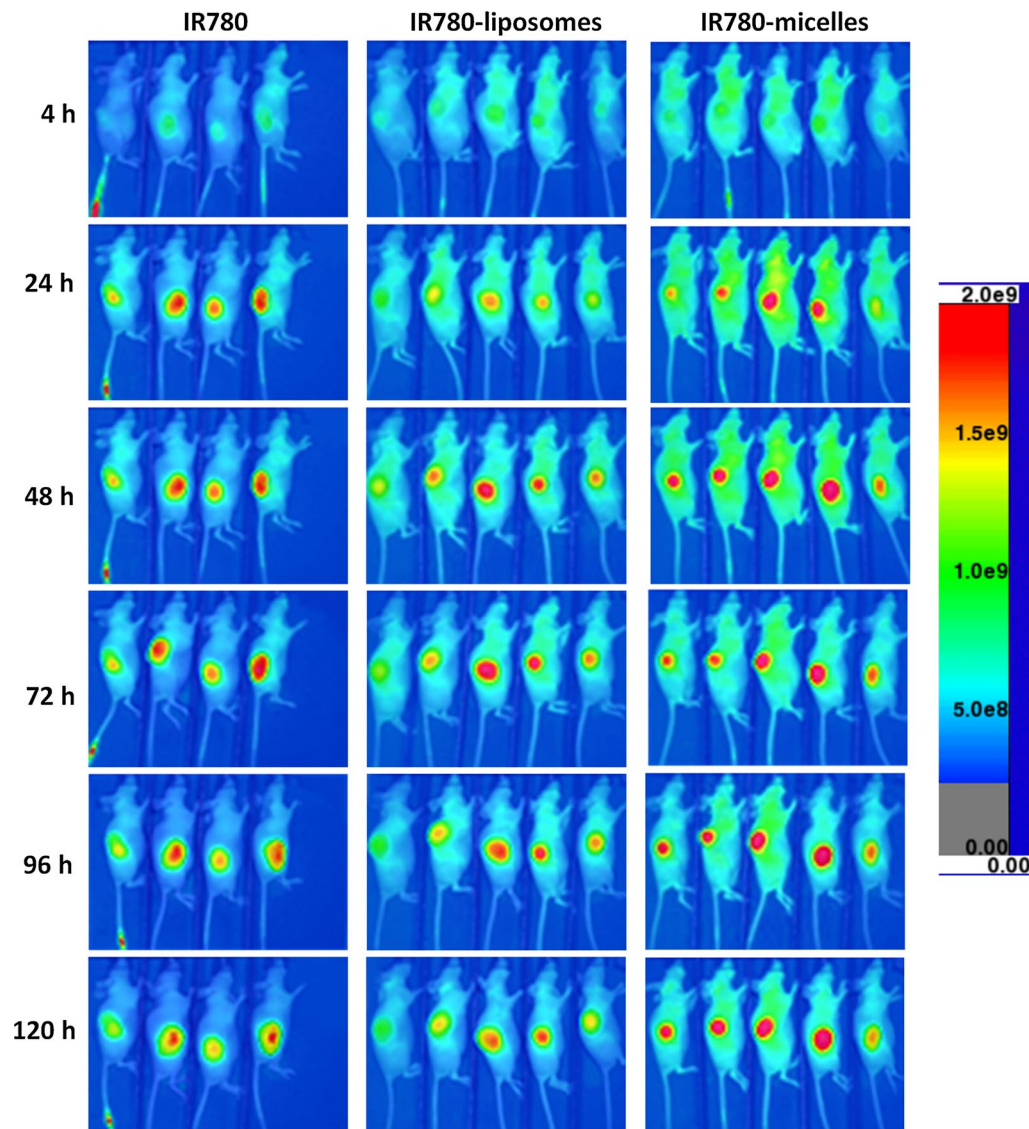 IR780 IR780-liposomes IR780-micelles
4 h
24 h
48 h
72 h
96 h
120 h
2.0e9
1.5e9
1.0e9
5.0e8
0.00
0.00